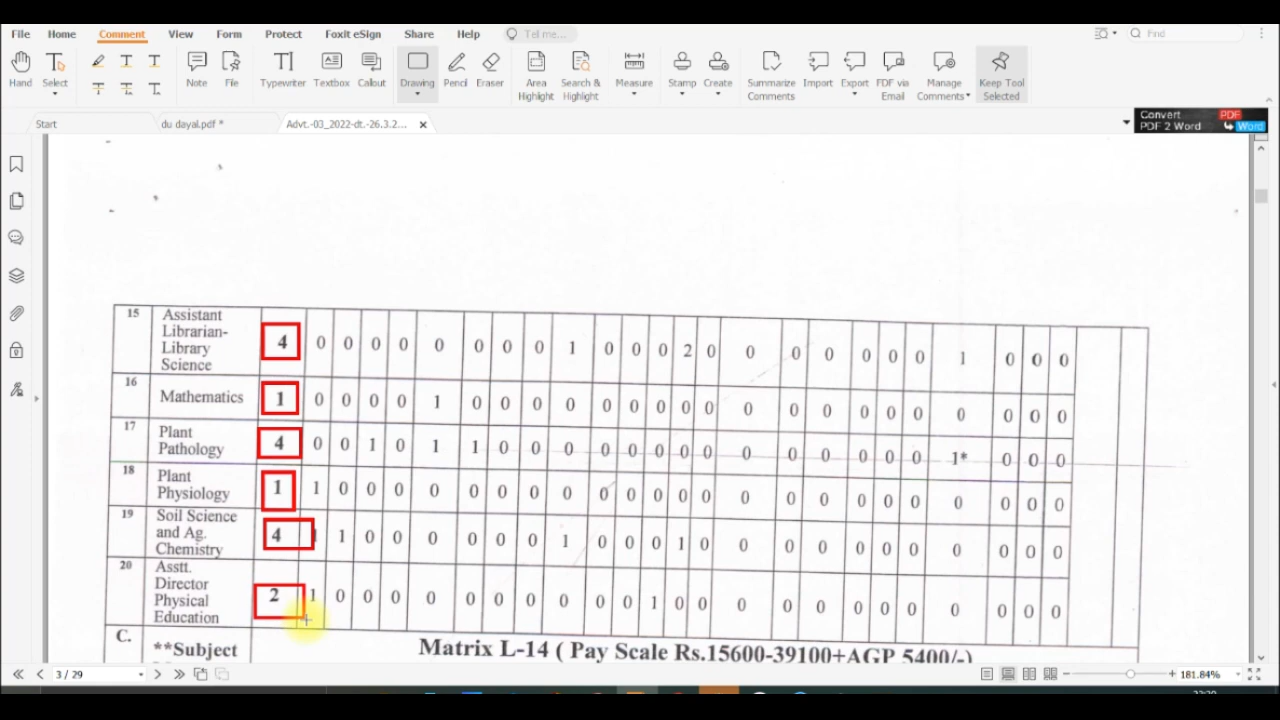 File Home Comment View Form Protect Foxit eSign Share Help Tell me... Find
Hand Select Note File Typewriter Textbox Callout Drawing Pencil Eraser Area Highlight Search & Highlight Measure Stamp Create Summarize Comments Import Export FDF via Email Manage Comments Keep Tool Selected
Start du dayal.pdf * Advt.-03_2022-dt.-26.3.2...
Convert PDF
PDF 2 Word Word
15 Assistant Librarian- Library Science 4 0 0 0 0 0 0 0 0 1 0 0 0 2 0 0 0 0 0 0 0 1 0 0 0
16 Mathematics 1 0 0 0 0 1 0 0 0 0 0 0 0 0 0 0 0 0 0 0 0 0 0 0 0
17 Plant Pathology 4 0 0 1 0 1 1 0 0 0 0 0 0 0 0 0 0 0 0 0 0 1* 0 0 0
18 Plant Physiology 1 1 0 0 0 0 0 0 0 0 0 0 0 0 0 0 0 0 0 0 0 0 0 0 0
19 Soil Science and Ag. Chemistry 4 1 1 0 0 0 0 0 0 1 0 0 0 1 0 0 0 0 0 0 0 0 0 0 0
20 Asstt. Director Physical Education 2 1 0 0 0 0 0 0 0 0 0 0 1 0 0 0 0 0 0 0 0 0 0 0 0
C. **Subject Matrix L-14 ( Pay Scale Rs.15600-39100+AGP 5400/-)
3 / 29 181.84%